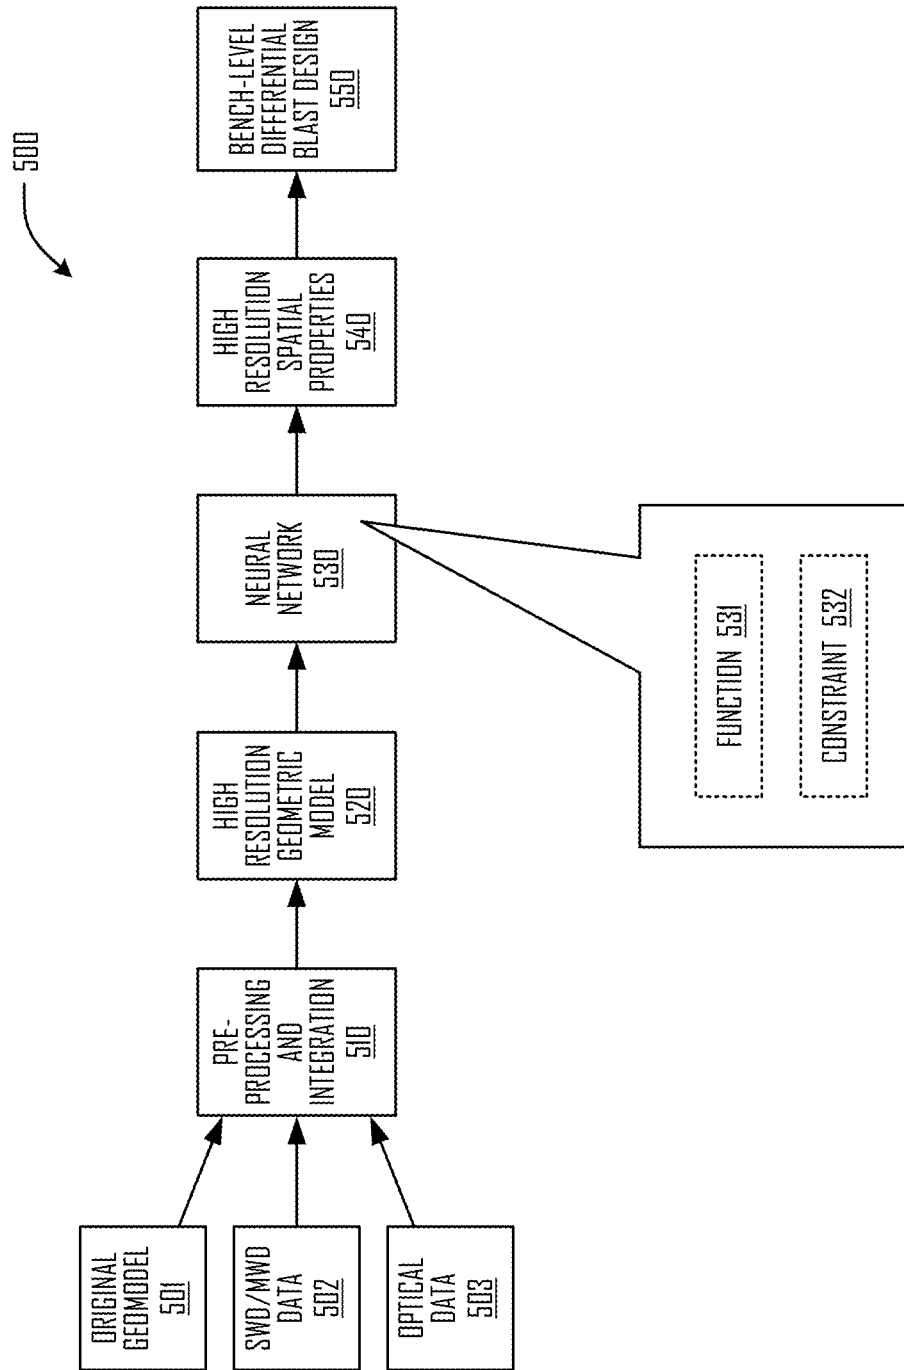 500
ORIGINAL
GEOMODEL
501
SWD/MWD
DATA
502
OPTICAL
DATA
503
PRE-
PROCESSING
AND
INTEGRATION
510
HIGH
RESOLUTION
GEOMETRIC
MODEL
520
NEURAL
NETWORK
530
FUNCTION 531
CONSTRAINT 532
HIGH
RESOLUTION
SPATIAL
PROPERTIES
540
BENCH-LEVEL
DIFFERENTIAL
BLAST DESIGN
550